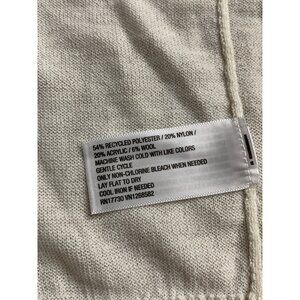 54% RECYCLED POLYESTER / 20% NYLON /
20% ACRYLIC / 6% WOOL
MACHINE WASH COLD WITH LIKE COLORS
GENTLE CYCLE
ONLY NON-CHLORINE BLEACH WHEN NEEDED
LAY FLAT TO DRY
COOL IRON IF NEEDED
RN17730 VN1268582